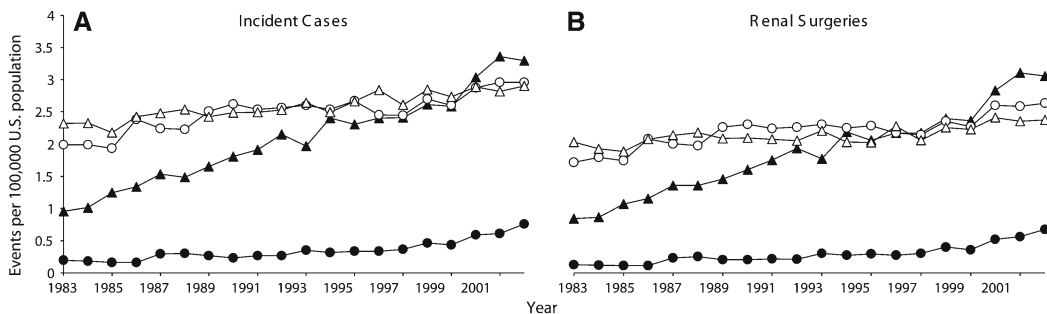 A Incident Cases
B Renal Surgeries
Events per 100,000 U.S. population
4
3.5
3
2.5
2
1.5
1
0.5
0
1983 1985 1987 1989 1991 1993 1995 1997 1999 2001
1983 1985 1987 1989 1991 1993 1995 1997 1999 2001
Year